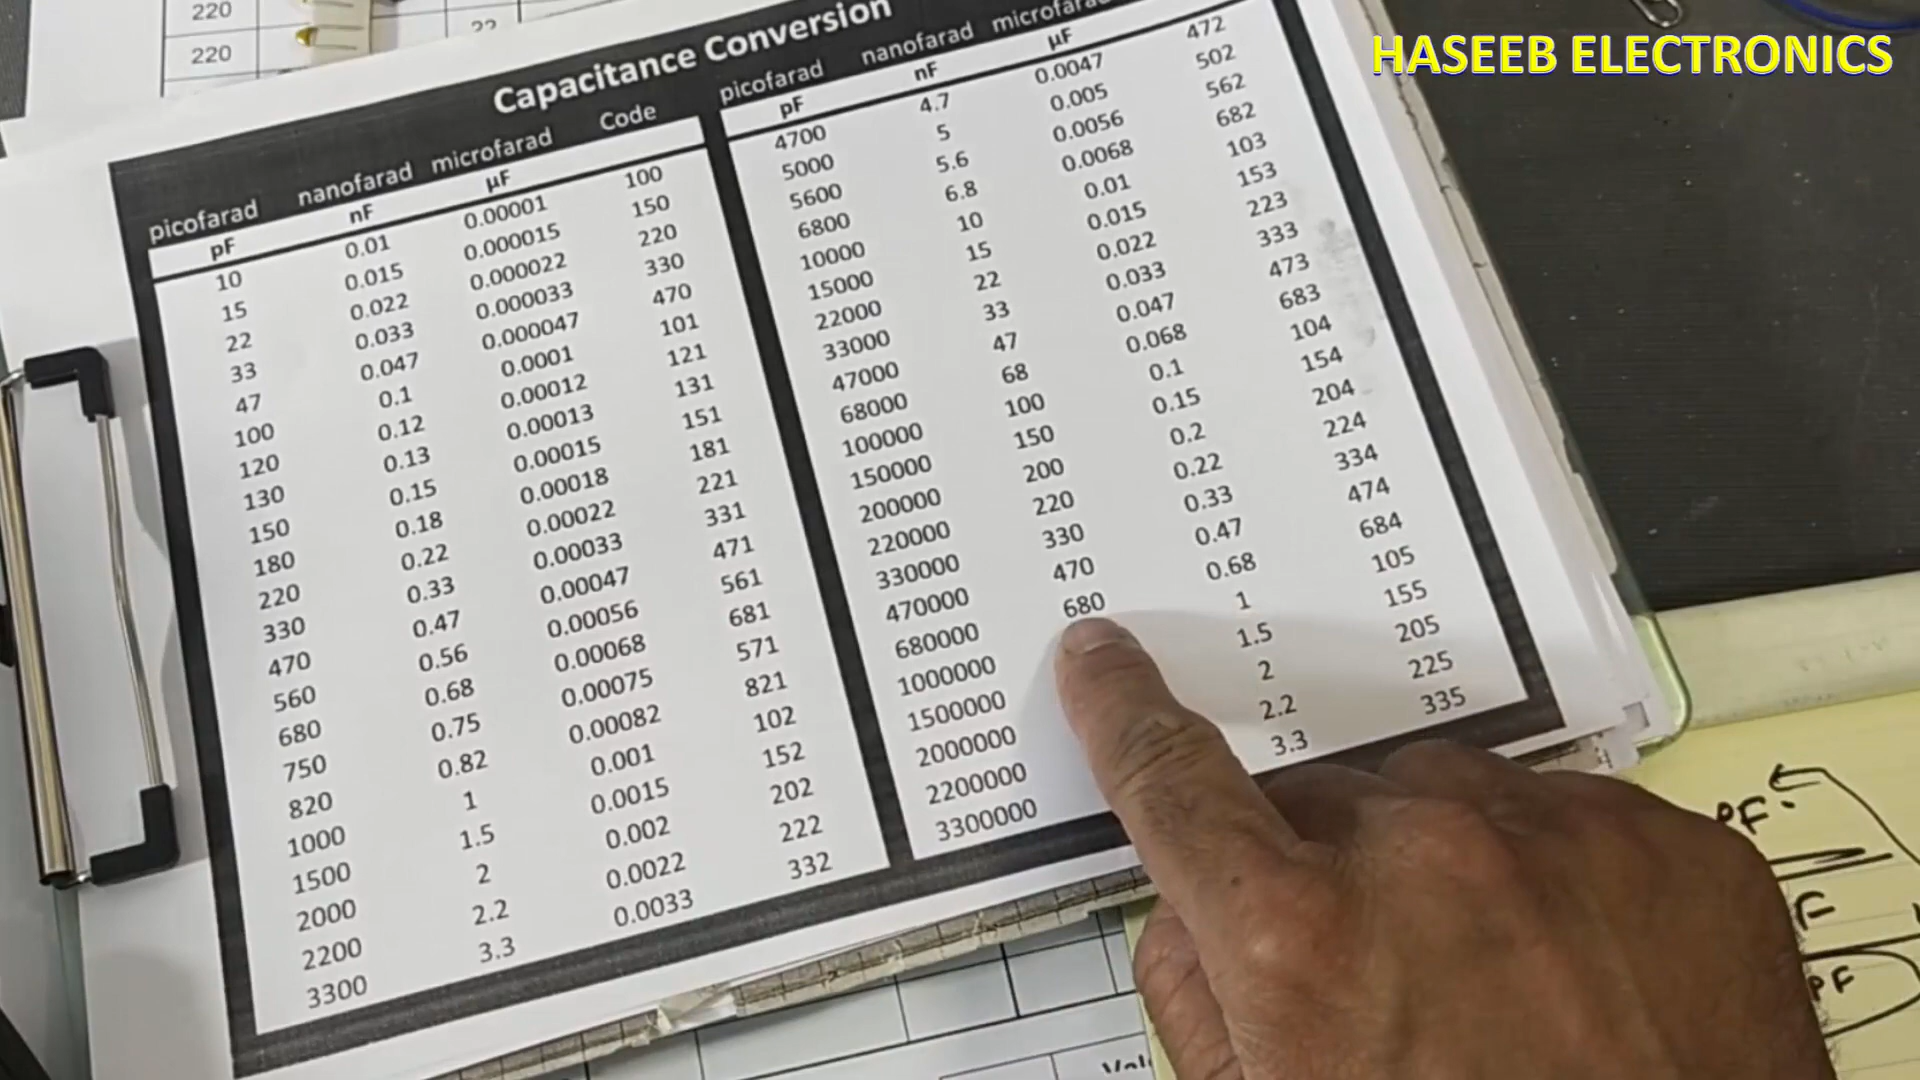 HASEEB ELECTRONICS
220
220
22
Capacitance Conversion
picofarad nanofarad microfarad Code
pF nF µF
10 0.01 0.00001 100
15 0.015 0.000015 150
22 0.022 0.000022 220
33 0.033 0.000033 330
47 0.047 0.000047 470
100 0.1 0.0001 101
120 0.12 0.00012 121
130 0.13 0.00013 131
150 0.15 0.00015 151
180 0.18 0.00018 181
220 0.22 0.00022 221
330 0.33 0.00033 331
470 0.47 0.00047 471
560 0.56 0.00056 561
680 0.68 0.00068 681
750 0.75 0.00075 571
820 0.82 0.00082 821
1000 1 0.001 102
1500 1.5 0.0015 152
2000 2 0.002 202
2200 2.2 0.0022 222
3300 3.3 0.0033 332
picofarad nanofarad
pF nF µF
4700 4.7 0.0047 472
5000 5 0.005 502
5600 5.6 0.0056 562
6800 6.8 0.0068 682
10000 10 0.01 103
15000 15 0.015 153
22000 22 0.022 223
33000 33 0.033 333
47000 47 0.047 473
68000 68 0.068 683
100000 100 0.1 104
150000 150 0.15 154
200000 200 0.2 204
220000 220 0.22 224
330000 330 0.33 334
470000 470 0.47 474
680000 680 0.68 684
1000000 1 105
1500000 1.5 155
2000000 2 205
2200000 2.2 225
3300000 3.3 335
PF
F
PF